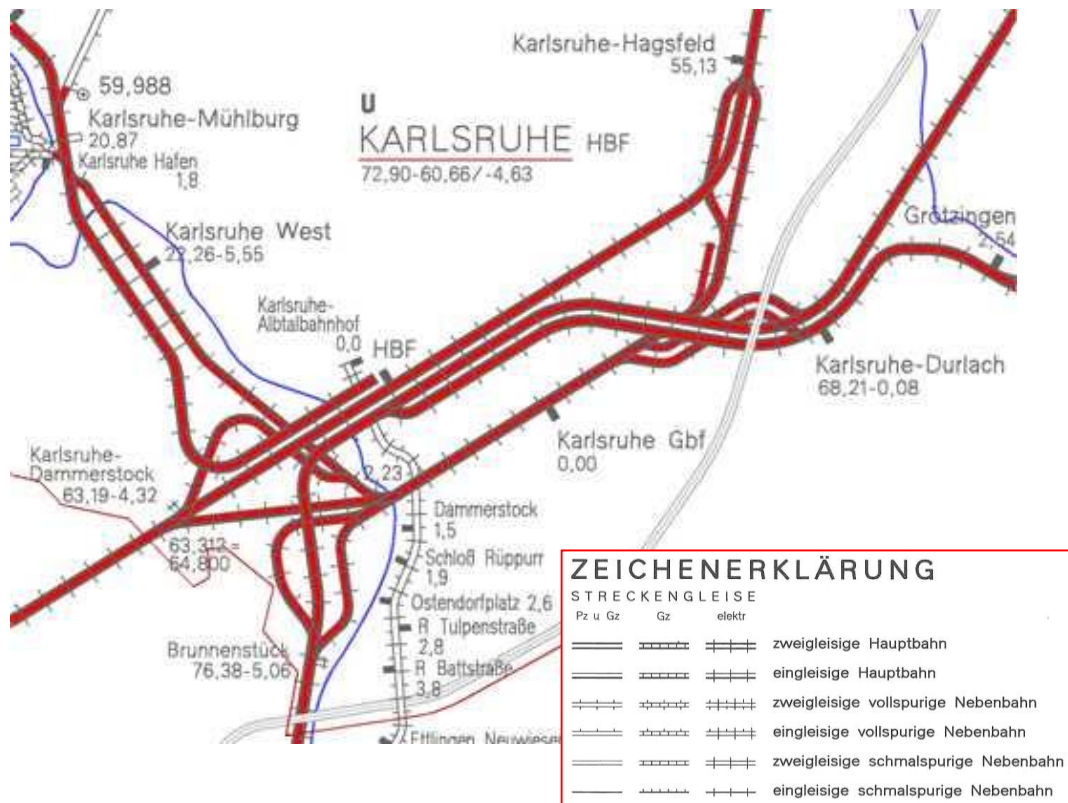 Karlsruhe-Hagsfeld
55,13
59,988
Karlsruhe-Mühlburg
20,87
Karlsruhe Hafen
1,8
U
KARLSRUHE HBF
72,90-60,66/-4,63
Karlsruhe West
22,26-5,55
Grötzingen
2,54
Karlsruhe-
Albtalbahnhof
0,0
HBF
Karlsruhe-Durlach
68,21-0,08
Karlsruhe Gbf
0,00
Karlsruhe-
Dammerstock
63,19-4,32
2,23
63,313 =
64,800
Dammerstock
1,5
Schloß Rüppurr
1,9
Ostendorfplatz 2,6
R Tulpenstraße
2,8
R Battstraße
3,8
Brunnenstück
76,38-5,06
Ettlingen Neuwiesen
ZEICHENERKLÄRUNG
STRECKENGLEISE
Pz u Gz Gz elektr
zweigleisige Hauptbahn
eingleisige Hauptbahn
zweigleisige vollspurige Nebenbahn
eingleisige vollspurige Nebenbahn
zweigleisige schmalspurige Nebenbahn
eingleisige schmalspurige Nebenbahn